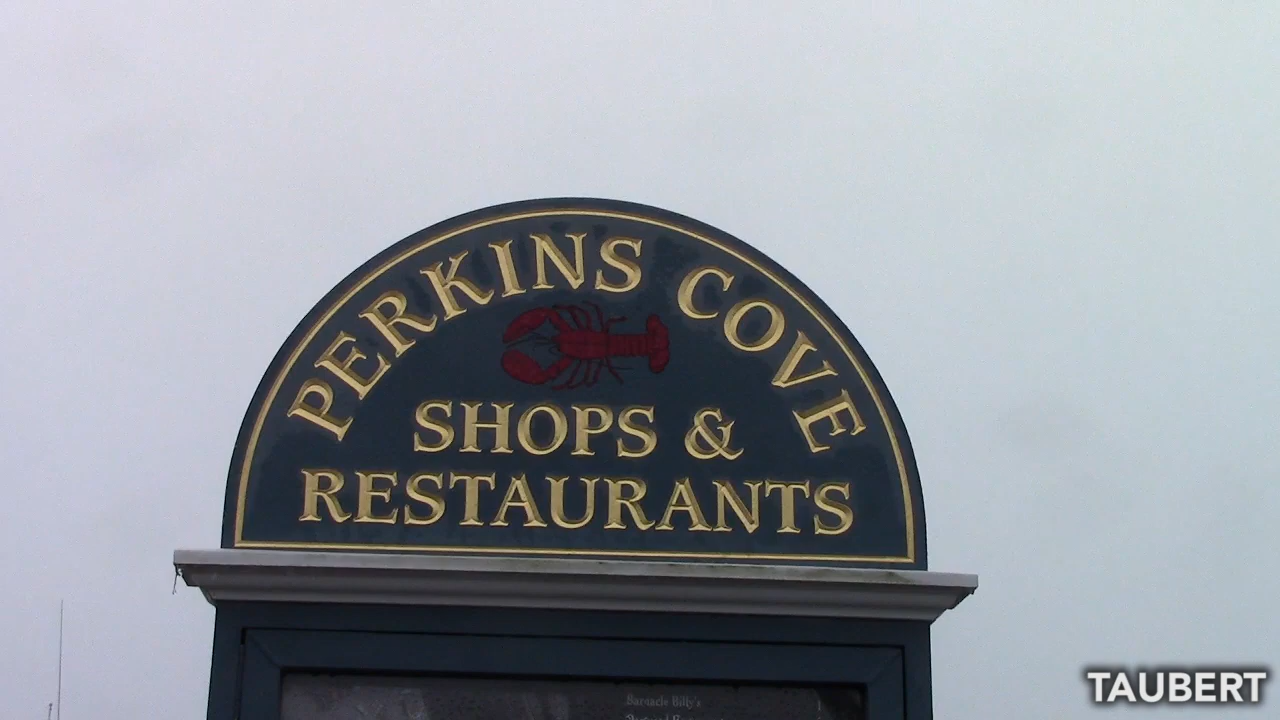 PERKINS COVE
SHOPS &
RESTAURANTS
Barnacle Billy's
TAUBERT